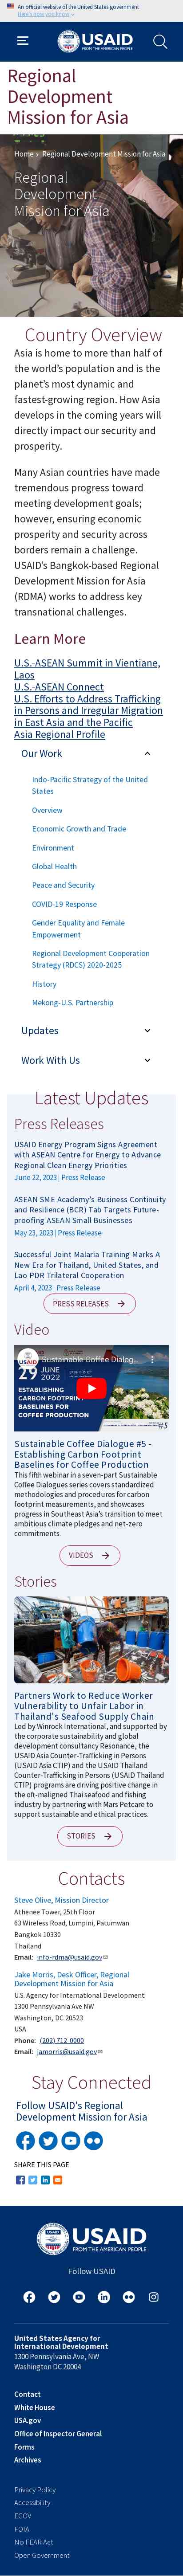 An official website of the United States government
Here's how you know
USAID
FROM THE AMERICAN PEOPLE
Regional
Development
Mission for Asia
Home › Regional Development Mission for Asia
Regional
Development
Mission for Asia
Country Overview
Asia is home to more than half of
the world's population and is the
planet's most dynamic and
fastest-growing region. How Asia
develops in the coming years will
directly impact our security and
prosperity.
Many Asian countries have made
tremendous progress toward
meeting their development
goals; however, ensuring economic
prosperity and security across
borders remain a challenge.
USAID's Bangkok-based Regional
Development Mission for Asia
(RDMA) works to address key
transnational challenges.
Learn More
U.S.-ASEAN Summit in Vientiane,
Laos
U.S.-ASEAN Connect
U.S. Efforts to Address Trafficking
in Persons and Irregular Migration
in East Asia and the Pacific
Asia Regional Profile
Our Work
Indo-Pacific Strategy of the United
States
Overview
Economic Growth and Trade
Environment
Global Health
Peace and Security
COVID-19 Response
Gender Equality and Female
Empowerment
Regional Development Cooperation
Strategy (RDCS) 2020-2025
History
Mekong-U.S. Partnership
Updates
Work With Us
Latest Updates
Press Releases
USAID Energy Program Signs Agreement
with ASEAN Centre for Energy to Advance
Regional Clean Energy Priorities
June 22, 2023 | Press Release
ASEAN SME Academy's Business Continuity
and Resilience (BCR) Tab Targets Future-
proofing ASEAN Small Businesses
May 23, 2023 | Press Release
Successful Joint Malaria Training Marks A
New Era for Thailand, United States, and
Lao PDR Trilateral Cooperation
April 4, 2023 | Press Release
PRESS RELEASES
Video
Sustainable Coffee Dialog...
29 JUNE
2022
ESTABLISHING
CARBON FOOTPRINT
BASELINES FOR
COFFEE PRODUCTION
#5
Sustainable Coffee Dialogue #5 -
Establishing Carbon Footprint
Baselines for Coffee Production
This fifth webinar in a seven-part Sustainable
Coffee Dialogues series covers standardized
methodologies and procedures for carbon
and forest footprints, and showcases
progress in Southeast Asia's transition to meet
ambitious climate pledges and net-zero
commitments.
VIDEOS
Stories
Partners Work to Reduce Worker
Vulnerability to Unfair Labor in
Thailand's Seafood Supply Chain
Led by Winrock International, and supported by
the corporate sustainability and global
development consultancy Resonance, the
USAID Asia Counter-Trafficking in Persons
(USAID Asia CTIP) and the USAID Thailand
Counter-Trafficking in Persons (USAID Thailand
CTIP) programs are driving positive change in
the oft-maligned Thai seafood and fishing
industry by partnering with Mars Petcare to
support sustainable and ethical practices.
STORIES
Contacts
Steve Olive, Mission Director
Athenee Tower, 25th Floor
63 Wireless Road, Lumpini, Patumwan
Bangkok 10330
Thailand
Email: info-rdma@usaid.gov
Jake Morris, Desk Officer, Regional
Development Mission for Asia
U.S. Agency for International Development
1300 Pennsylvania Ave NW
Washington, DC 20523
USA
Phone: (202) 712-0000
Email: jamorris@usaid.gov
Stay Connected
Follow USAID's Regional
Development Mission for Asia
SHARE THIS PAGE
USAID
FROM THE AMERICAN PEOPLE
Follow USAID
United States Agency for
International Development
1300 Pennsylvania Ave, NW
Washington DC 20004
Contact
White House
USA.gov
Office of Inspector General
Forms
Archives
Privacy Policy
Accessibility
EGOV
FOIA
No FEAR Act
Open Government